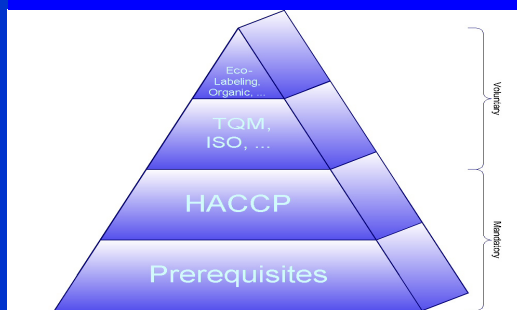 Eco-
Labeling,
Organic, ...
TQM,
ISO, ...
HACCP
Prerequisites
Voluntary
Mandatory